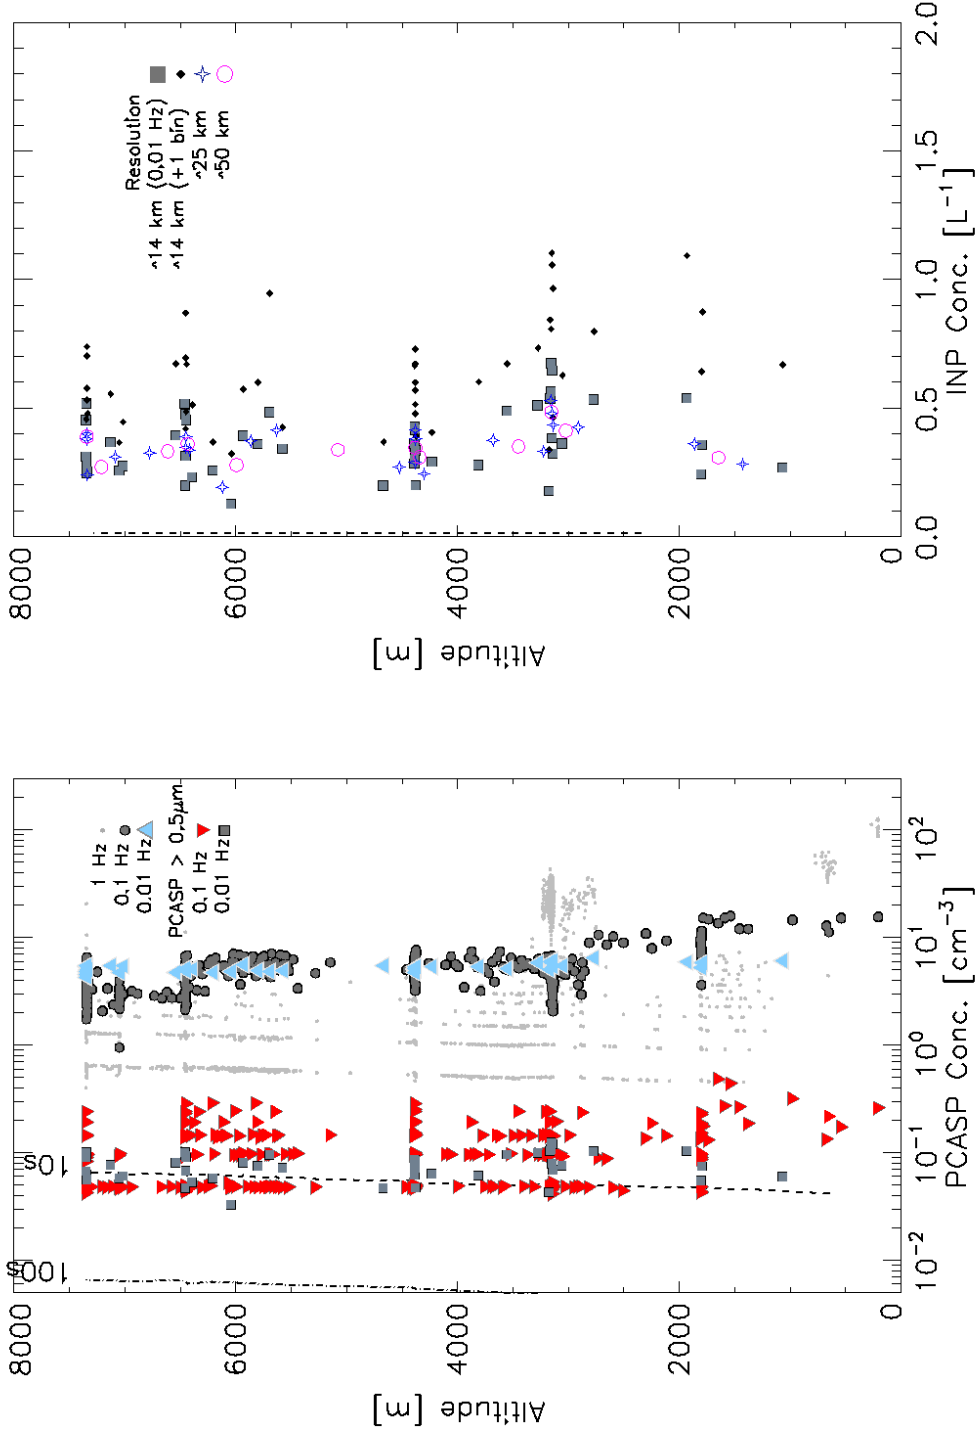 8000
6000
4000
2000
0
Altitude [m]
10S
100S
1 Hz
0.1 Hz
0.01 Hz
PCASP > 0.5μm
0.1 Hz
0.01 Hz
10⁻²
10⁻¹
10⁰
10¹
10²
PCASP Conc. [cm⁻³]
8000
6000
4000
2000
0
Altitude [m]
Resolution
^14 km (0.01 Hz)
^14 km (+1 bin)
^25 km
^50 km
0.0
0.5
1.0
1.5
2.0
INP Conc. [L⁻¹]